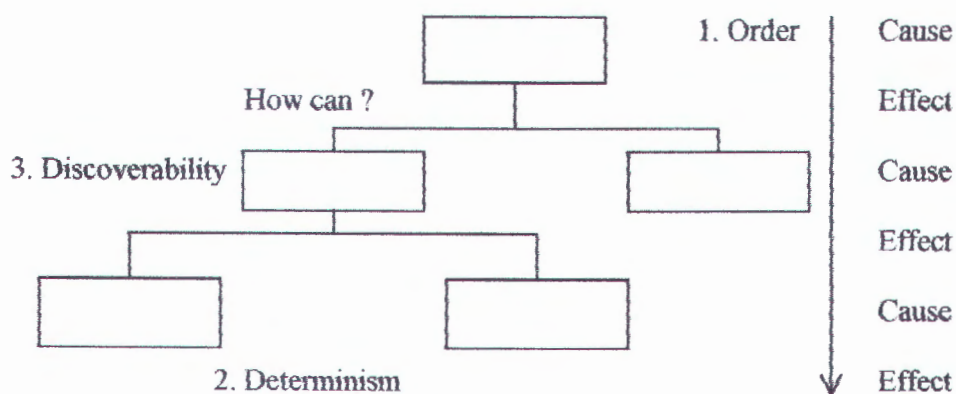 1. Order Cause
How can ? Effect
3. Discoverability Cause
Effect
Cause
2. Determinism Effect